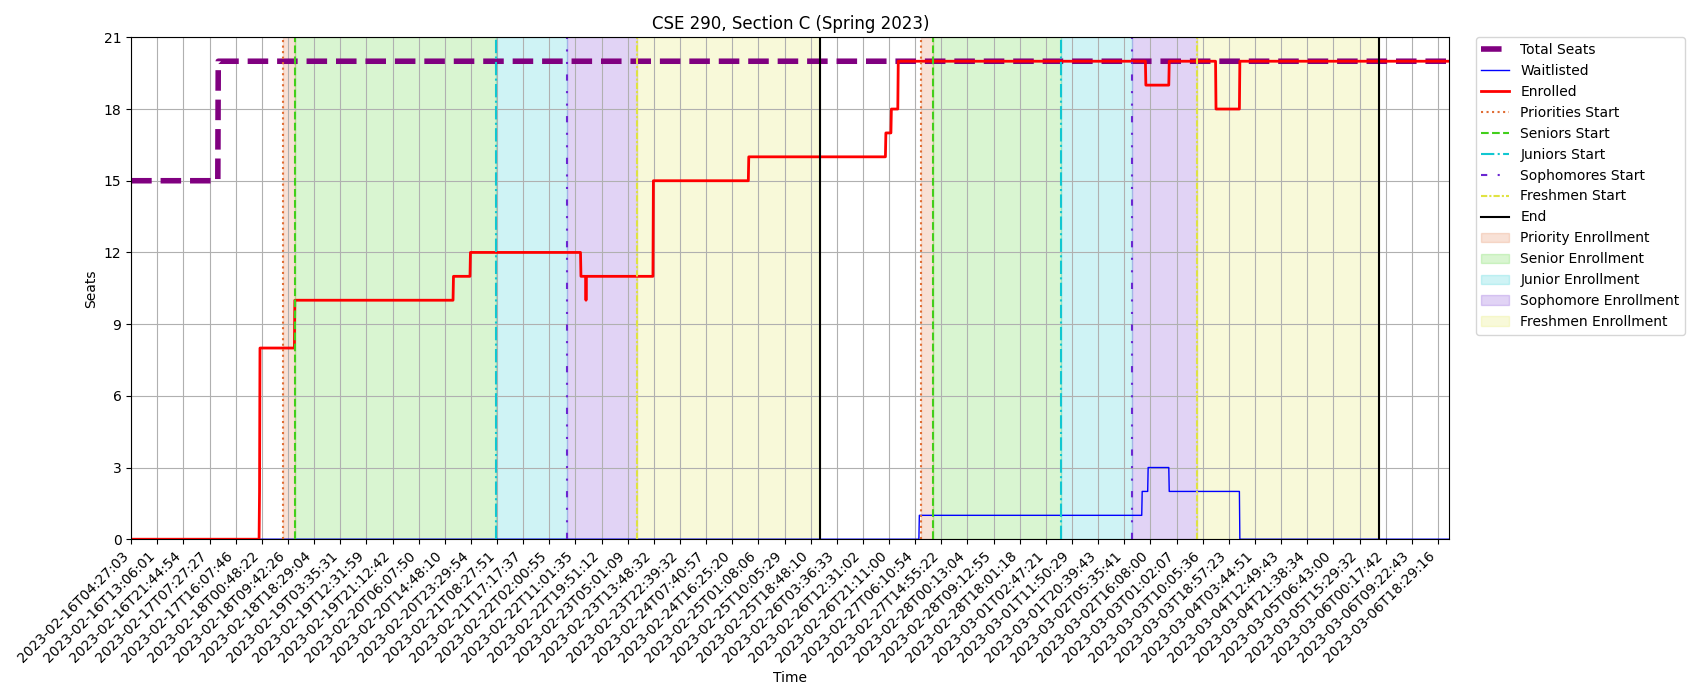 CSE 290, Section C (Spring 2023)
21
18
15
12
9
6
3
0
Seats
2023-02-16T04:27:03
2023-02-16T13:06:01
2023-02-16T21:44:54
2023-02-17T07:27:27
2023-02-17T16:07:46
2023-02-18T00:48:22
2023-02-18T09:42:26
2023-02-18T18:29:04
2023-02-19T03:35:31
2023-02-19T12:31:59
2023-02-19T21:12:42
2023-02-20T06:07:50
2023-02-20T14:48:10
2023-02-20T23:29:54
2023-02-21T08:27:51
2023-02-21T17:17:37
2023-02-22T02:00:55
2023-02-22T11:01:35
2023-02-22T19:51:12
2023-02-23T05:01:09
2023-02-23T13:48:32
2023-02-23T22:39:32
2023-02-24T07:40:57
2023-02-24T16:25:20
2023-02-25T01:08:06
2023-02-25T10:05:29
2023-02-25T18:48:10
2023-02-26T03:36:33
2023-02-26T12:31:02
2023-02-26T21:11:00
2023-02-27T06:10:54
2023-02-27T14:55:22
2023-02-28T00:13:04
2023-02-28T09:12:55
2023-02-28T18:01:18
2023-03-01T02:47:21
2023-03-01T11:50:29
2023-03-01T20:39:43
2023-03-02T05:35:41
2023-03-02T16:08:00
2023-03-03T01:02:07
2023-03-03T10:05:36
2023-03-03T18:57:23
2023-03-04T03:44:51
2023-03-04T12:49:43
2023-03-04T21:38:34
2023-03-05T06:43:00
2023-03-05T15:29:32
2023-03-06T00:17:42
2023-03-06T09:22:43
2023-03-06T18:29:16
Time
Total Seats
Waitlisted
Enrolled
Priorities Start
Seniors Start
Juniors Start
Sophomores Start
Freshmen Start
End
Priority Enrollment
Senior Enrollment
Junior Enrollment
Sophomore Enrollment
Freshmen Enrollment